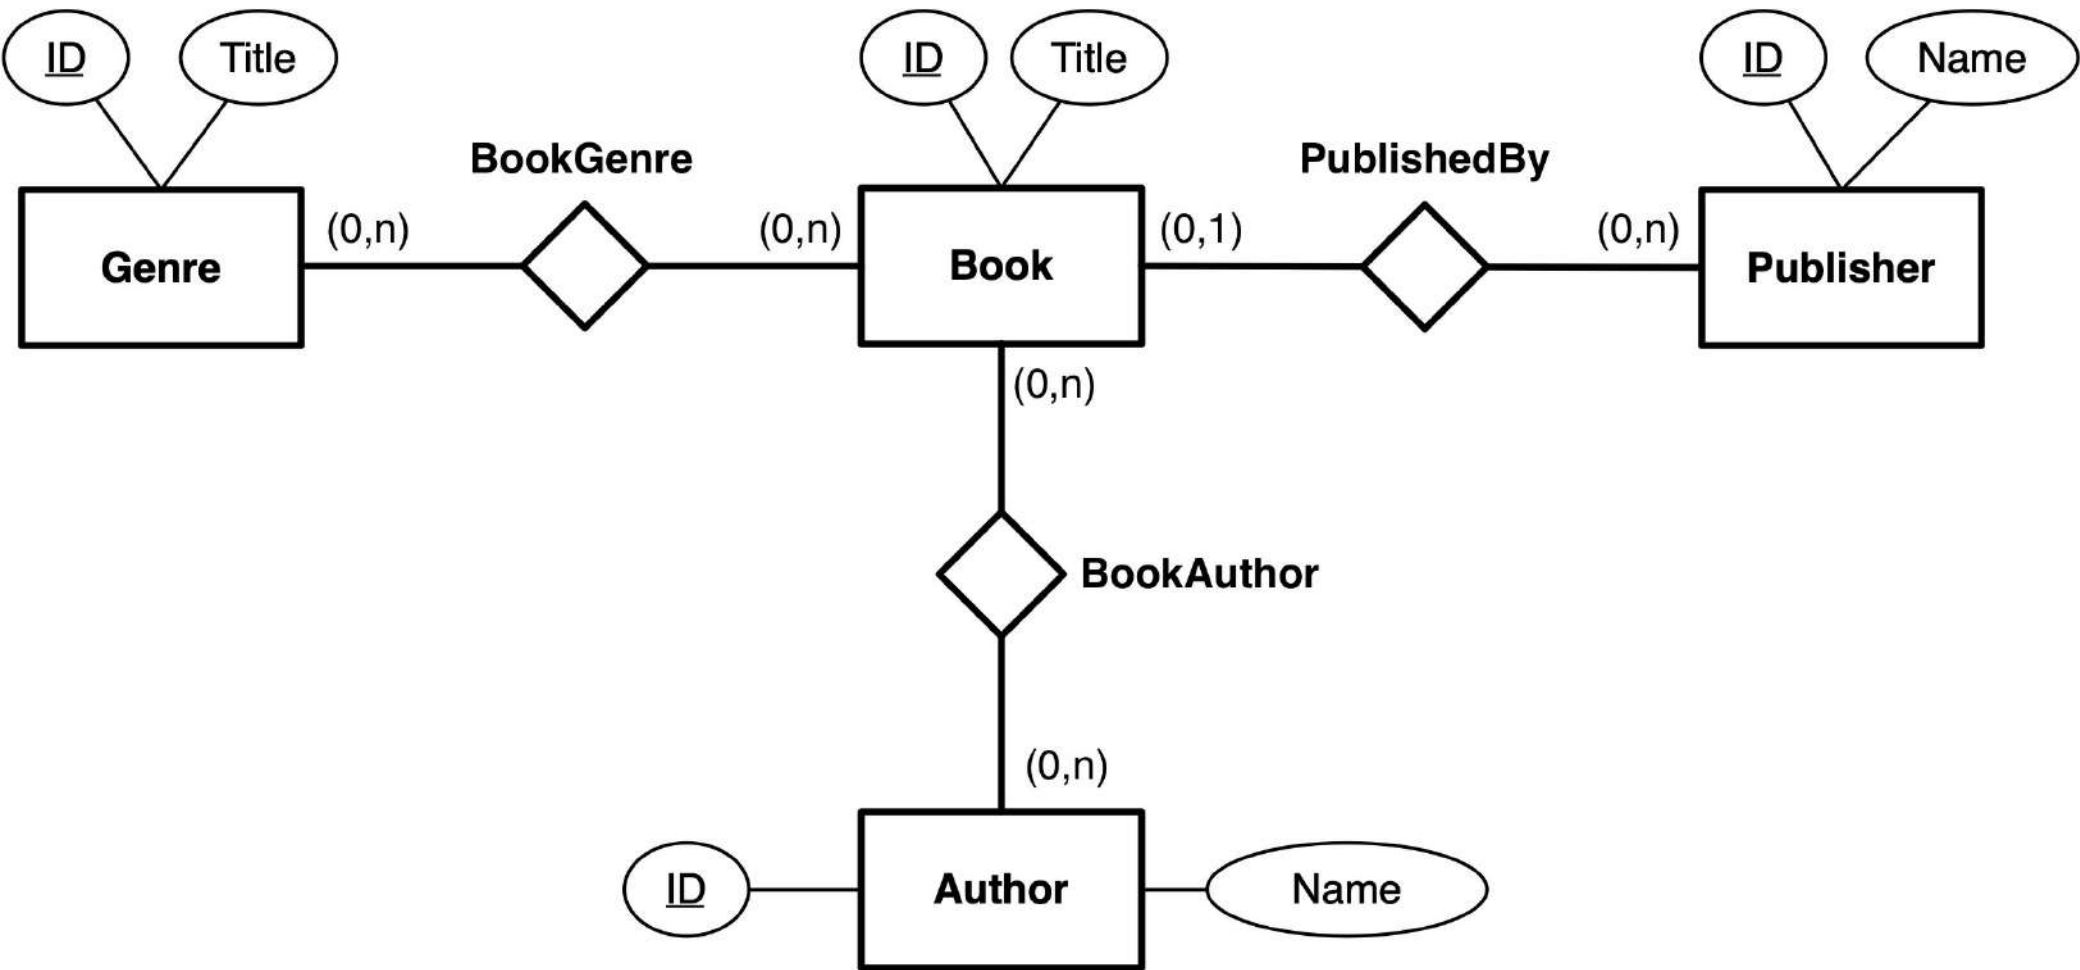 ID
Title
ID
Title
ID
Name
BookGenre
PublishedBy
Genre
(0,n)
(0,n)
Book
(0,1)
(0,n)
Publisher
(0,n)
BookAuthor
(0,n)
ID
Author
Name